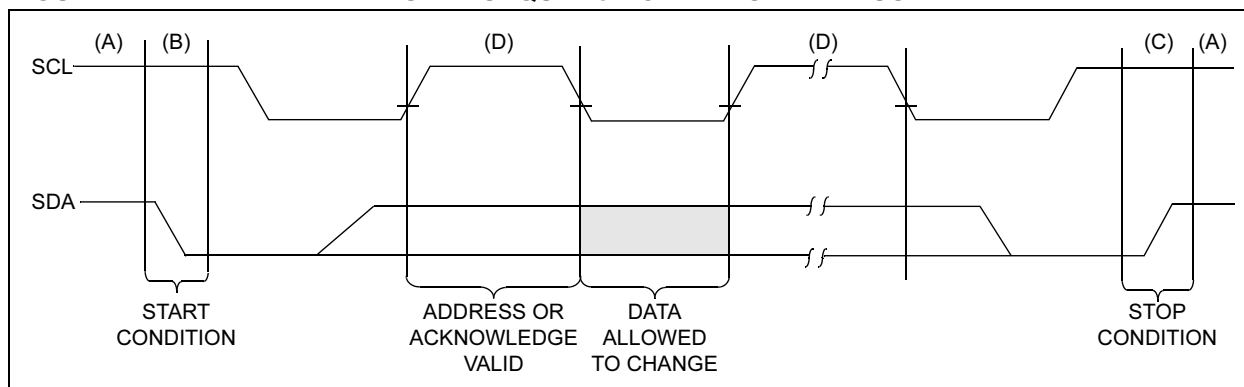 (A) (B) (D) (D) (C) (A)
SCL
SDA
START
CONDITION
ADDRESS OR
ACKNOWLEDGE
VALID
DATA
ALLOWED
TO CHANGE
STOP
CONDITION